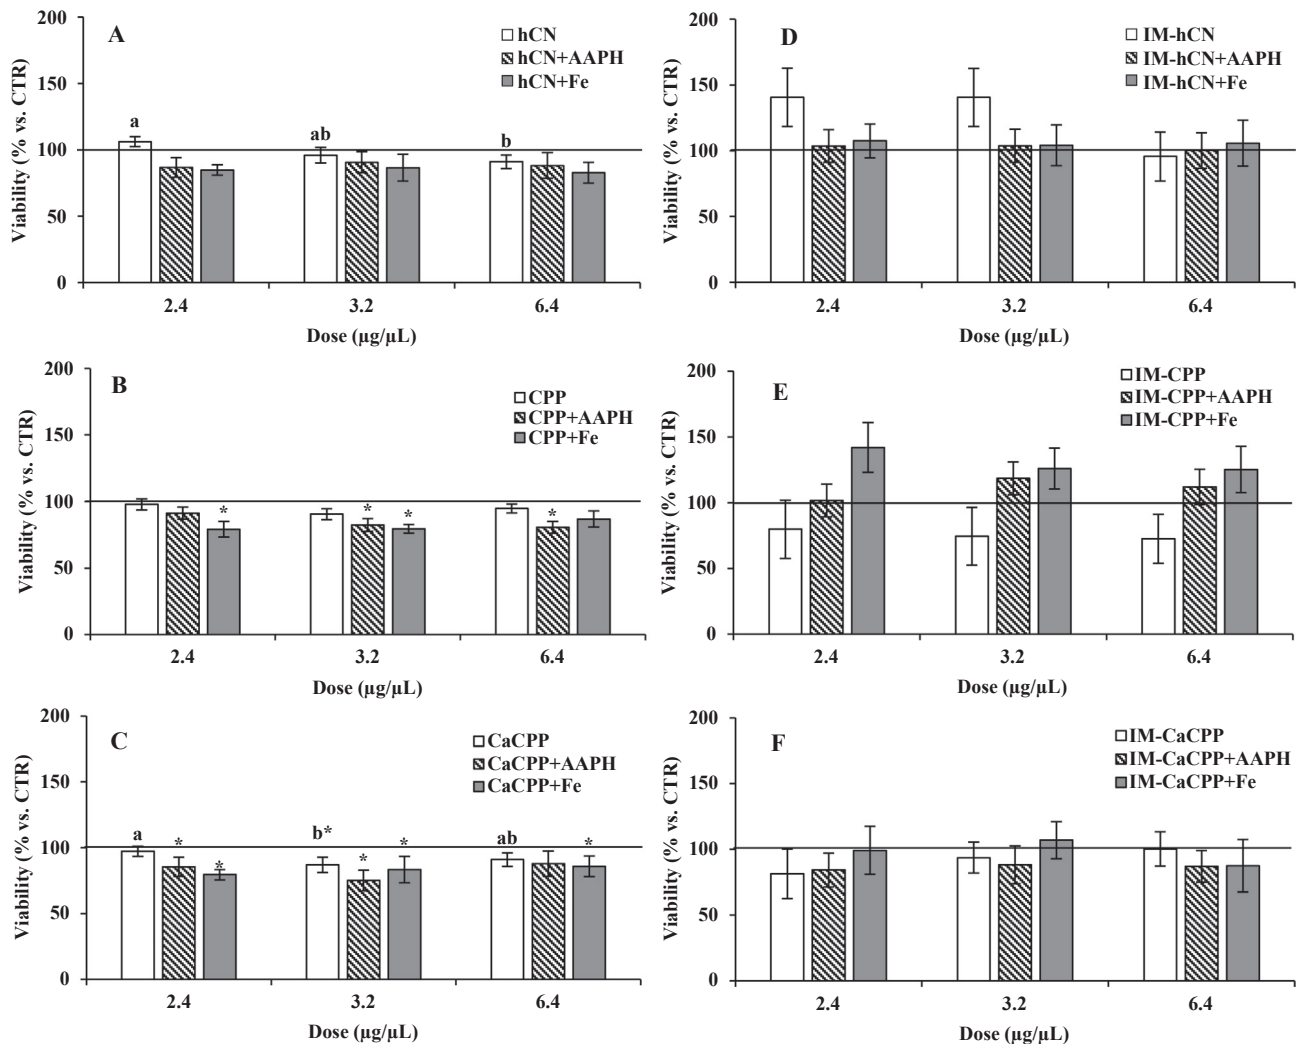 A
hCN
hCN+AAPH
hCN+Fe
Viability (% vs. CTR)
200
150
100
50
0
a
ab
b
2.4
3.2
6.4
Dose (µg/µL)
D
IM-hCN
IM-hCN+AAPH
IM-hCN+Fe
Viability (% vs. CTR)
200
150
100
50
0
2.4
3.2
6.4
Dose (µg/µL)
B
CPP
CPP+AAPH
CPP+Fe
Viability (% vs. CTR)
200
150
100
50
0
*
*
*
*
2.4
3.2
6.4
Dose (µg/µL)
E
IM-CPP
IM-CPP+AAPH
IM-CPP+Fe
Viability (% vs. CTR)
200
150
100
50
0
2.4
3.2
6.4
Dose (µg/µL)
C
CaCPP
CaCPP+AAPH
CaCPP+Fe
Viability (% vs. CTR)
200
150
100
50
0
a
*
*
b*
*
*
ab
*
2.4
3.2
6.4
Dose (µg/µL)
F
IM-CaCPP
IM-CaCPP+AAPH
IM-CaCPP+Fe
Viability (% vs. CTR)
200
150
100
50
0
2.4
3.2
6.4
Dose (µg/µL)